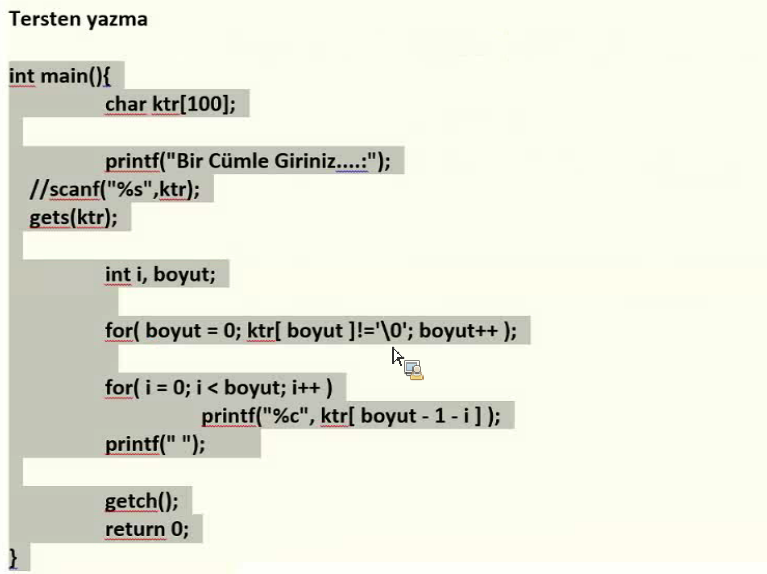 Tersten yazma
int main(){
char ktr[100];
printf("Bir Cümle Giriniz....:");
//scanf("%s",ktr);
gets(ktr);
int i, boyut;
for( boyut = 0; ktr[ boyut ]!='\0'; boyut++ );
for( i = 0; i < boyut; i++ )
printf("%c", ktr[ boyut - 1 - i ] );
printf(" ");
getch();
return 0;
}